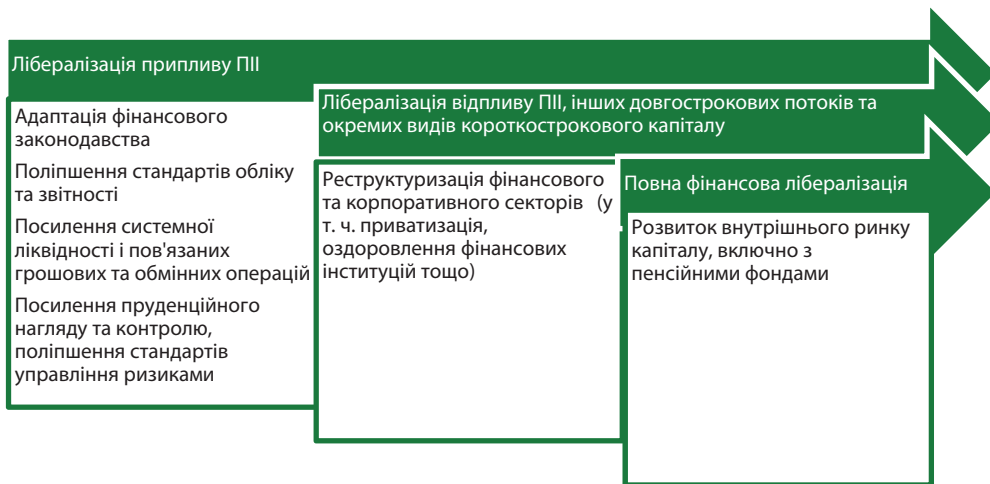 Лібералізація припливу ПІІ
Адаптація фінансового
законодавства
Поліпшення стандартів обліку
та звітності
Посилення системної
ліквідності і пов'язаних
грошових та обмінних операцій
Посилення пруденційного
нагляду та контролю,
поліпшення стандартів
управління ризиками
Лібералізація відпливу ПІІ, інших довгострокових потоків та
окремих видів короткострокового капіталу
Реструктуризація фінансового
та корпоративного секторів (у
т. ч. приватизація,
оздоровлення фінансових
інституцій тощо)
Повна фінансова лібералізація
Розвиток внутрішнього ринку
капіталу, включно з
пенсійними фондами